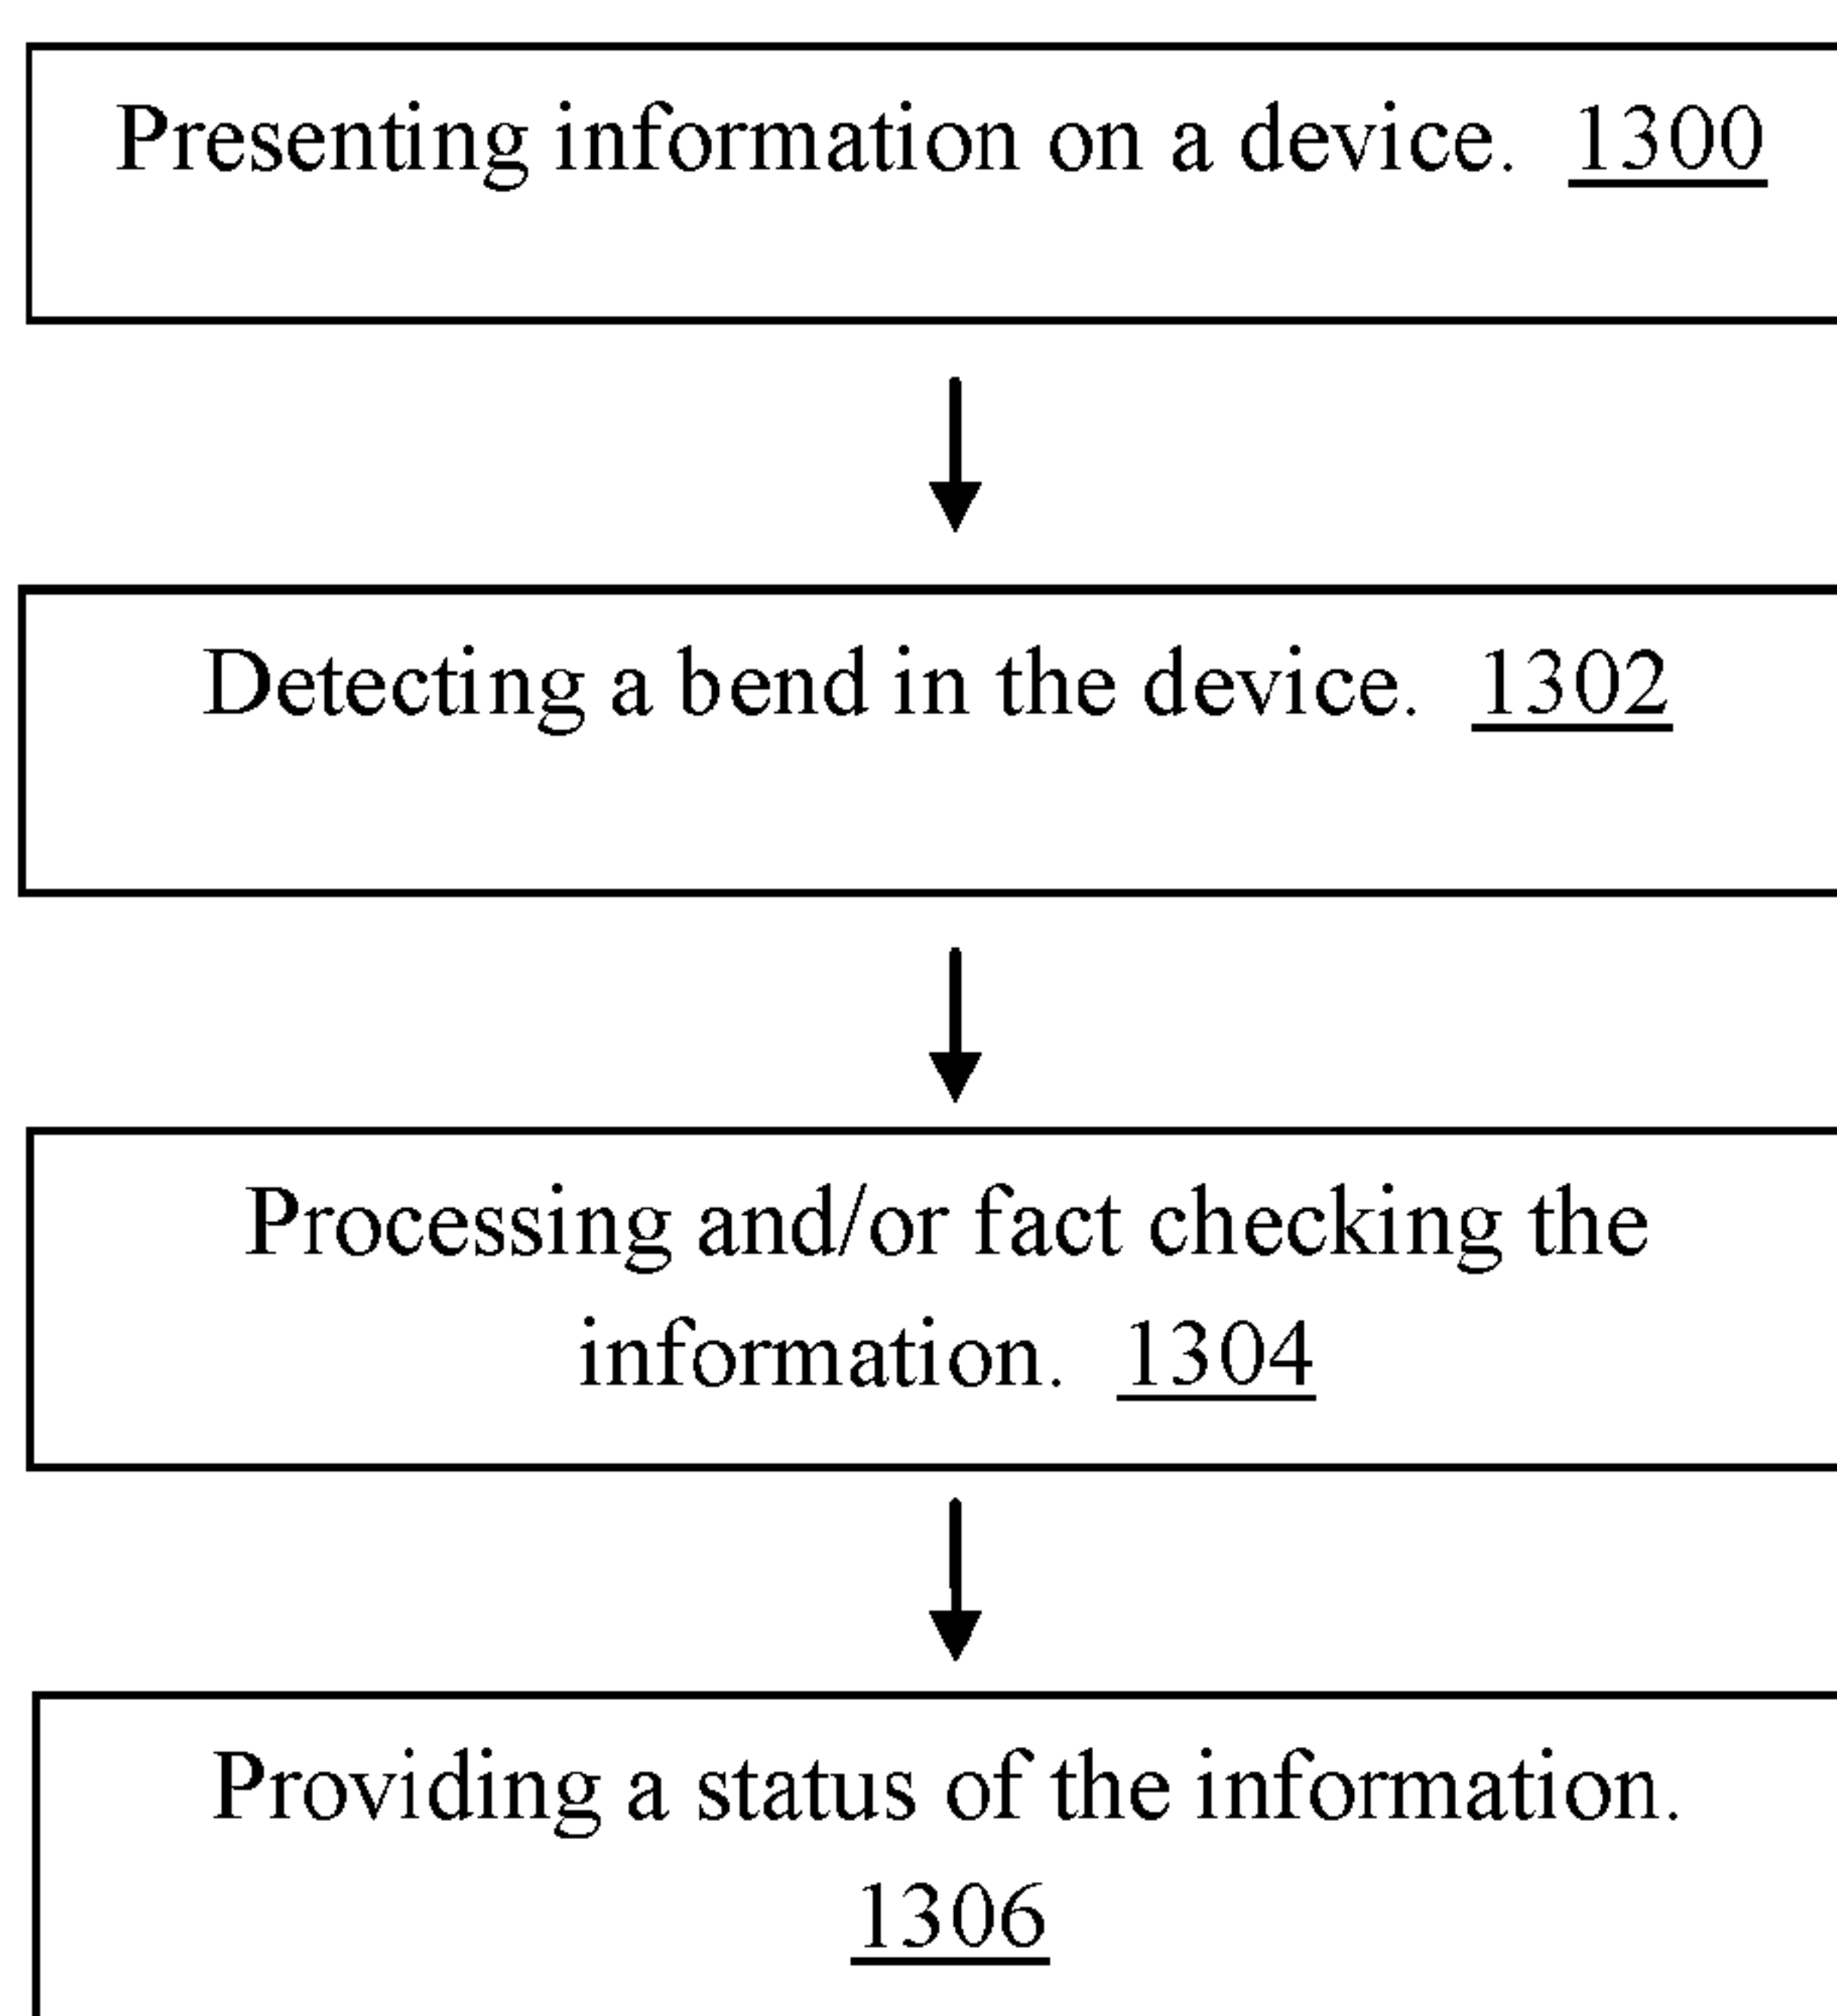 Presenting information on a device. 1300
Detecting a bend in the device. 1302
Processing and/or fact checking the
information. 1304
Providing a status of the information.
1306